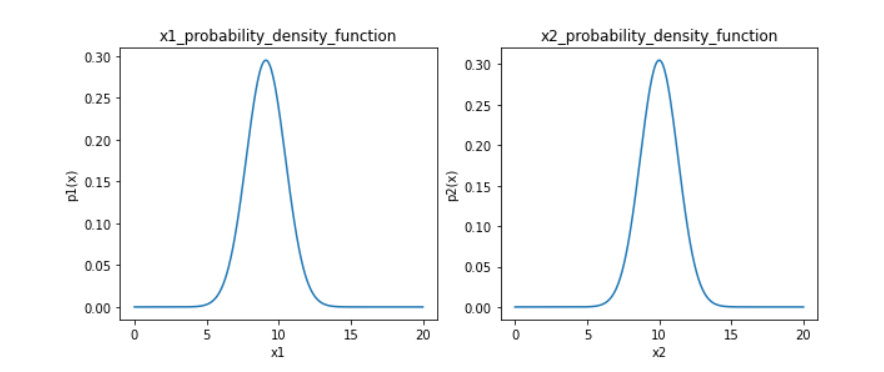 x1_probability_density_function
0.30
0.25
0.20
0.15
0.10
0.05
0.00
p1(x)
0 5 10 15 20
x1
x2_probability_density_function
0.30
0.25
0.20
0.15
0.10
0.05
0.00
p2(x)
0 5 10 15 20
x2